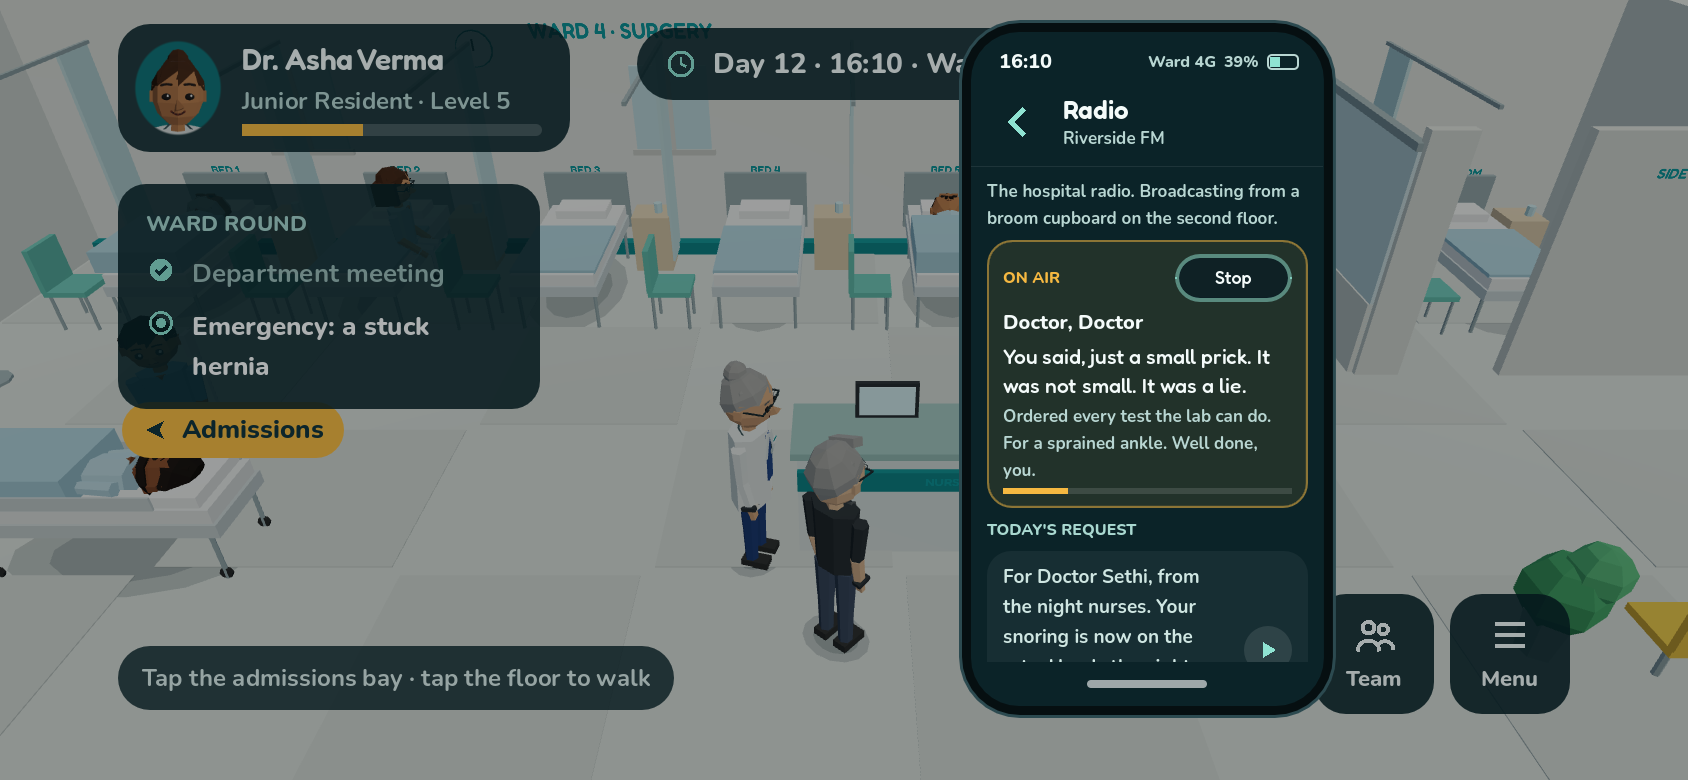 WARD 4 · SURGERY
Dr. Asha Verma
Junior Resident · Level 5
Day 12 · 16:10 · Wa
BED 1
BED 2
BED 3
BED 4
BED 5
SIDE
WARD ROUND
Department meeting
Emergency: a stuck
hernia
Admissions
Tap the admissions bay · tap the floor to walk
16:10
Ward 4G 39%
Radio
Riverside FM
The hospital radio. Broadcasting from a
broom cupboard on the second floor.
ON AIR
Stop
Doctor, Doctor
You said, just a small prick. It
was not small. It was a lie.
Ordered every test the lab can do.
For a sprained ankle. Well done,
you.
TODAY'S REQUEST
For Doctor Sethi, from
the night nurses. Your
snoring is now on the
Team
Menu